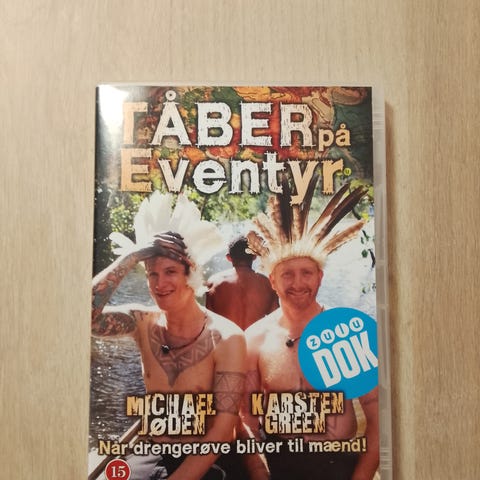 TÅBER på
Eventyr
zulu
DOK
MICHAEL
JØDEN
KARSTEN
GREEN
Når drengerøve bliver til mænd!
15